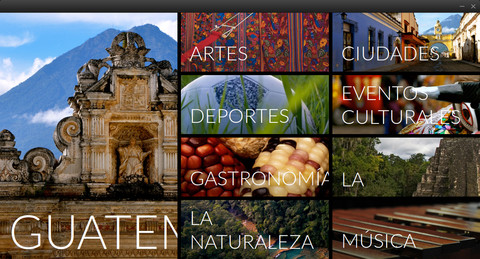 GUATEM
ARTES
CIUDADES
DEPORTES
EVENTOS
CULTURALES
GASTRONOMÍA
LA
LA
NATURALEZA
MÚSICA